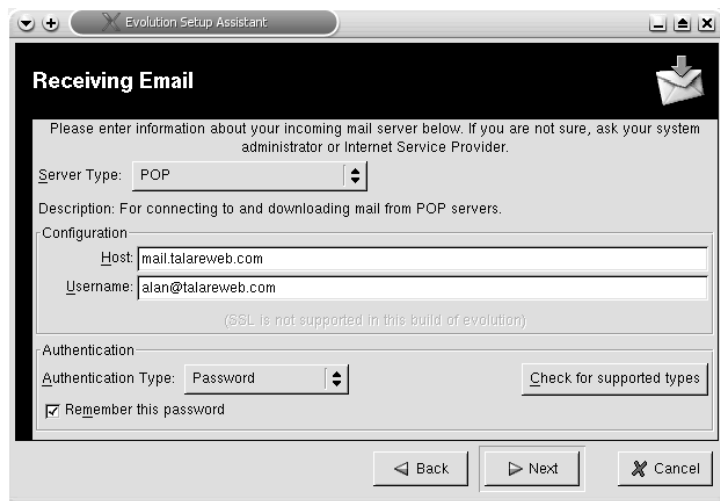 Evolution Setup Assistant
Receiving Email
Please enter information about your incoming mail server below. If you are not sure, ask your system
administrator or Internet Service Provider.
Server Type: POP
Description: For connecting to and downloading mail from POP servers.
Configuration
Host: mail.talareweb.com
Username: alan@talareweb.com
(SSL is not supported in this build of evolution)
Authentication
Authentication Type: Password Check for supported types
Remember this password
Back Next Cancel